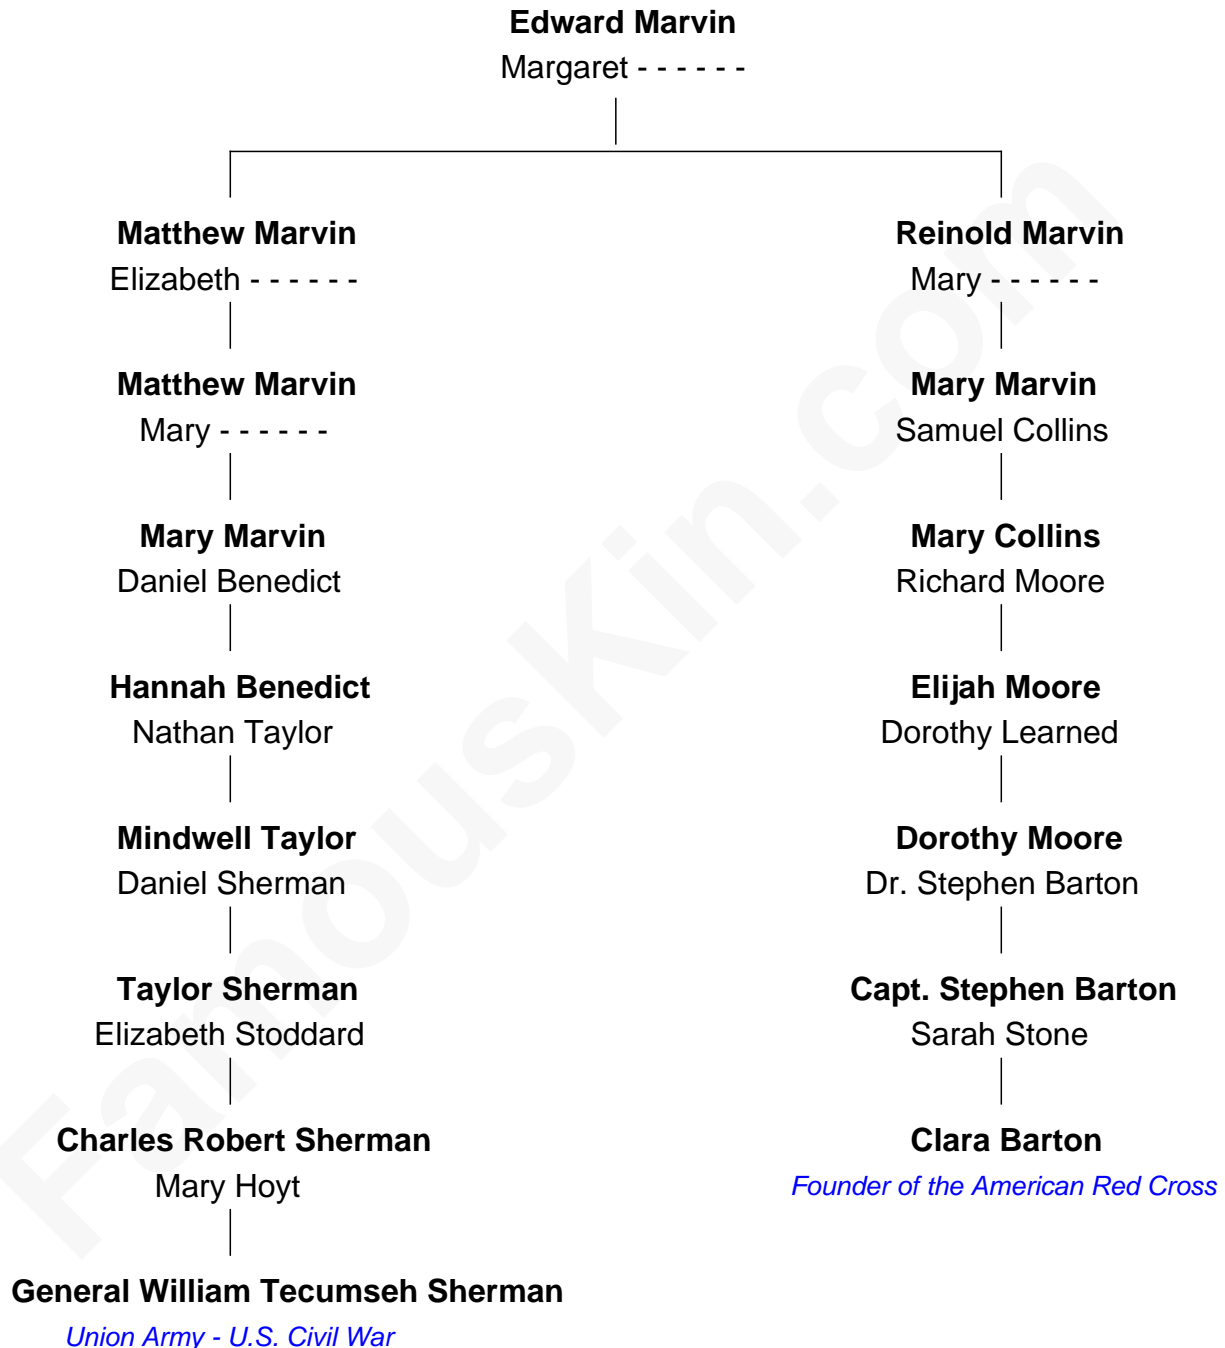 Edward Marvin
Margaret - - - - - -
Matthew Marvin
Elizabeth - - - - - -
Reinold Marvin
Mary - - - - - -
Matthew Marvin
Mary - - - - - -
Mary Marvin
Samuel Collins
Mary Marvin
Daniel Benedict
Mary Collins
Richard Moore
Hannah Benedict
Nathan Taylor
Elijah Moore
Dorothy Learned
Mindwell Taylor
Daniel Sherman
Dorothy Moore
Dr. Stephen Barton
Taylor Sherman
Elizabeth Stoddard
Capt. Stephen Barton
Sarah Stone
Charles Robert Sherman
Mary Hoyt
Clara Barton
Founder of the American Red Cross
General William Tecumseh Sherman
Union Army - U.S. Civil War
FamousKin.com